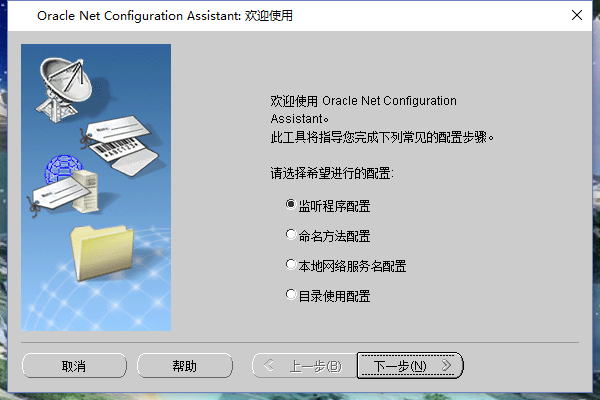 Oracle Net Configuration Assistant: 欢迎使用
欢迎使用 Oracle Net Configuration
Assistant。
此工具将指导您完成下列常见的配置步骤。
请选择希望进行的配置:
监听程序配置
命名方法配置
本地网络服务名配置
目录使用配置
取消 帮助 上一步(B) 下一步(N)